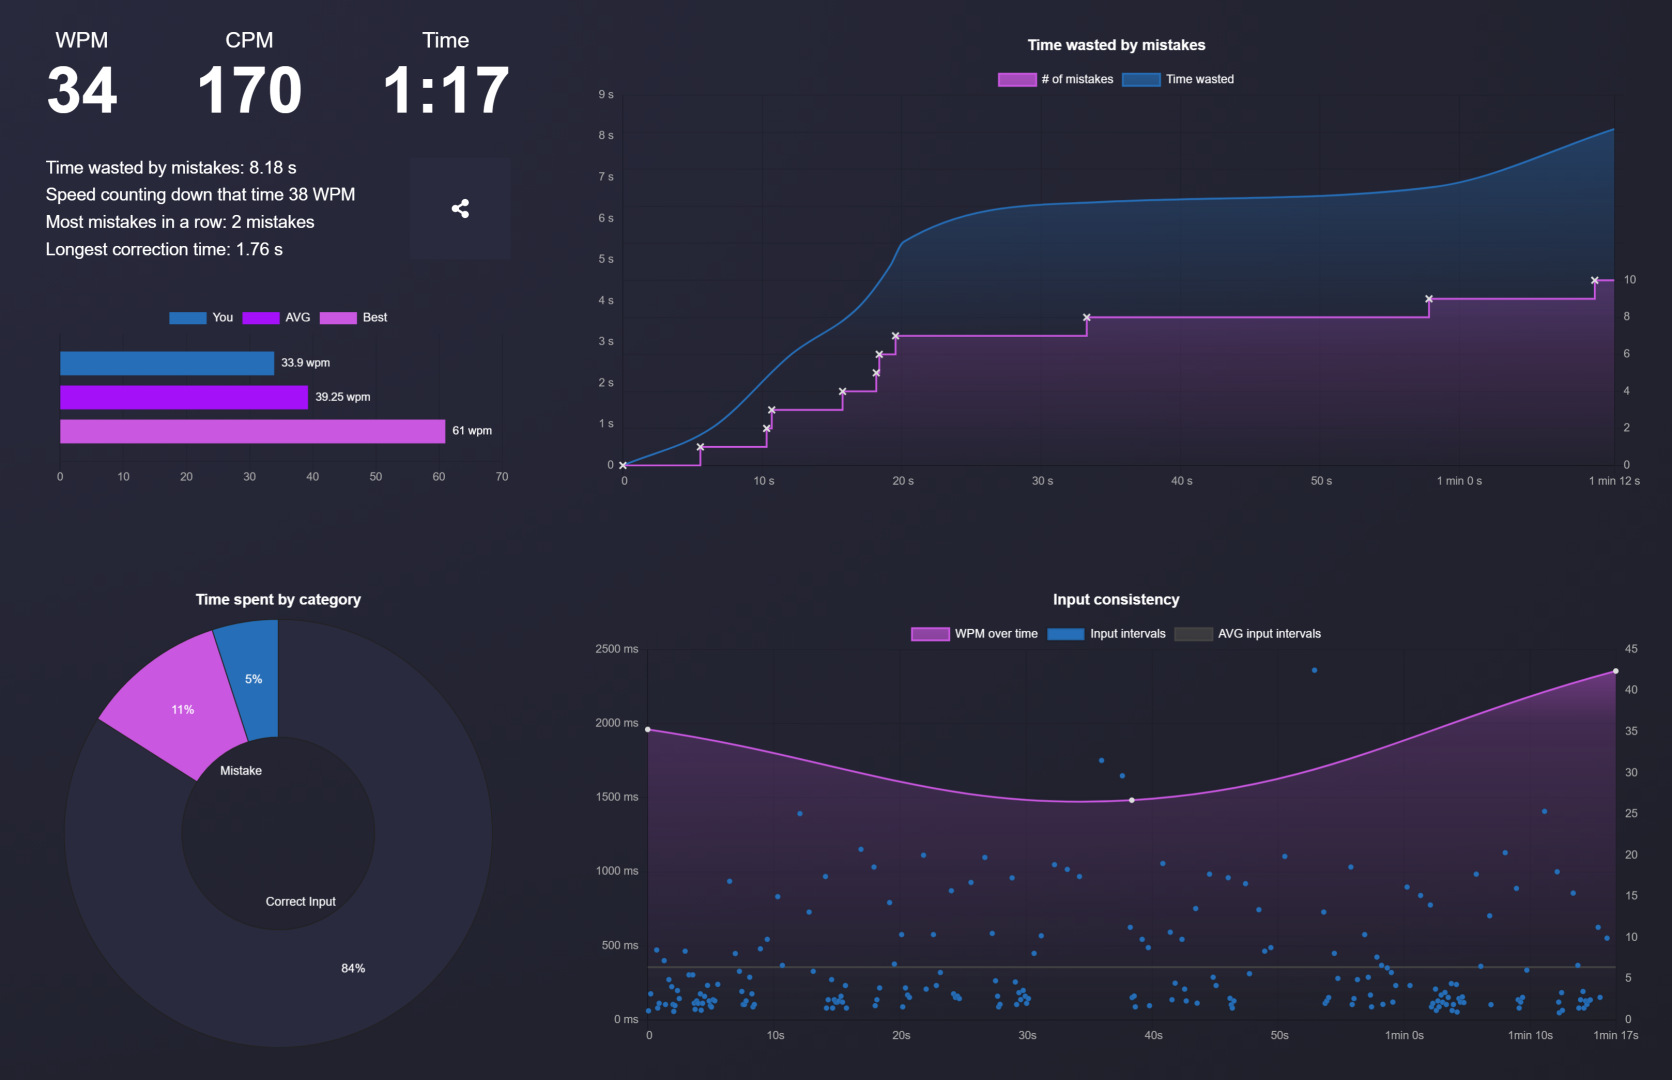 WPM CPM Time
34 170 1:17
Time wasted by mistakes: 8.18 s
Speed counting down that time 38 WPM
Most mistakes in a row: 2 mistakes
Longest correction time: 1.76 s
You AVG Best
33.9 wpm
39.25 wpm
61 wpm
0 10 20 30 40 50 60 70
Time wasted by mistakes
# of mistakes Time wasted
9 s
8 s
7 s
6 s
5 s
4 s
3 s
2 s
1 s
0
10
8
6
4
2
0
0 10 s 20 s 30 s 40 s 50 s 1 min 0 s 1 min 12 s
Time spent by category
5%
11%
Mistake
Correct Input
84%
Input consistency
WPM over time Input intervals AVG input intervals
2500 ms
2000 ms
1500 ms
1000 ms
500 ms
0 ms
45
40
35
30
25
20
15
10
5
0
0 10s 20s 30s 40s 50s 1min 0s 1min 10s 1min 17s